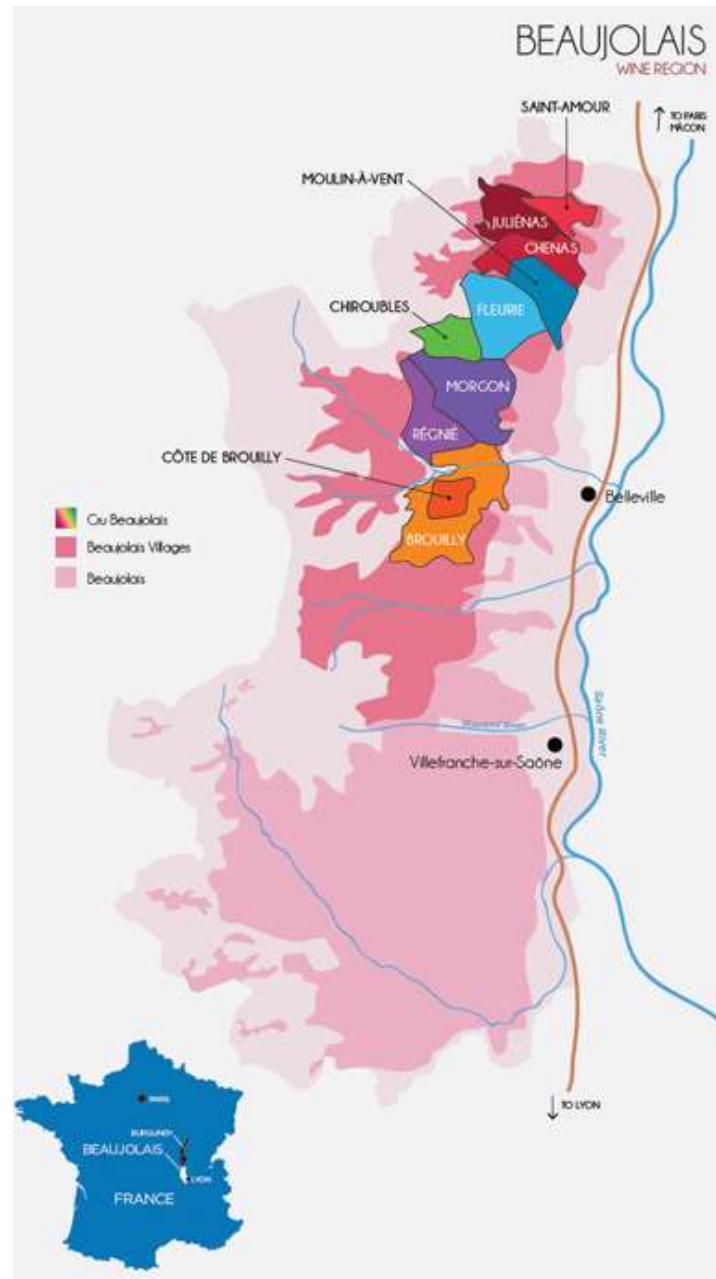 BEAUJOLAIS
WINE REGION
SAINT-AMOUR
TO PARIS
MÂCON
MOULIN-À-VENT
JULIÉNAS
CHENAS
CHIROUBLES
FLEURIE
MORGON
RÉGNIÉ
CÔTE DE BROUILLY
Belleville
BROUILLY
Cru Beaujolais
Beaujolais Villages
Beaujolais
Saône River
Villefranche-sur-Saône
TO LYON
PARIS
BURGUNDY
BEAUJOLAIS
LYON
FRANCE